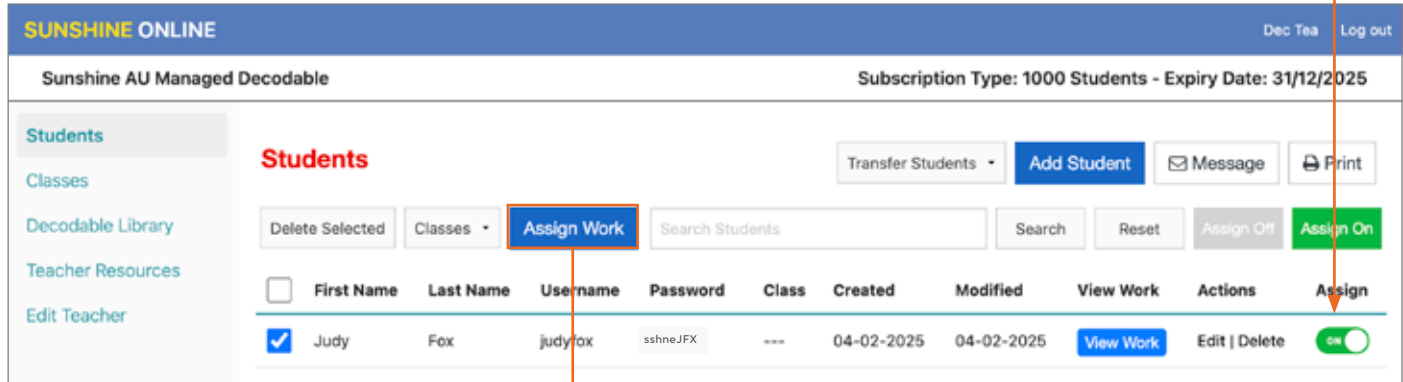 SUNSHINE ONLINE Dec Tea Log out
Sunshine AU Managed Decodable Subscription Type: 1000 Students - Expiry Date: 31/12/2025
Students
Classes
Decodable Library
Teacher Resources
Edit Teacher
Students Transfer Students Add Student Message Print
Delete Selected Classes Assign Work Search Students Search Reset Assign Off Assign On
First Name Last Name Username Password Class Created Modified View Work Actions Assign
Judy Fox judyfox sshneJFX --- 04-02-2025 04-02-2025 View Work Edit | Delete ON